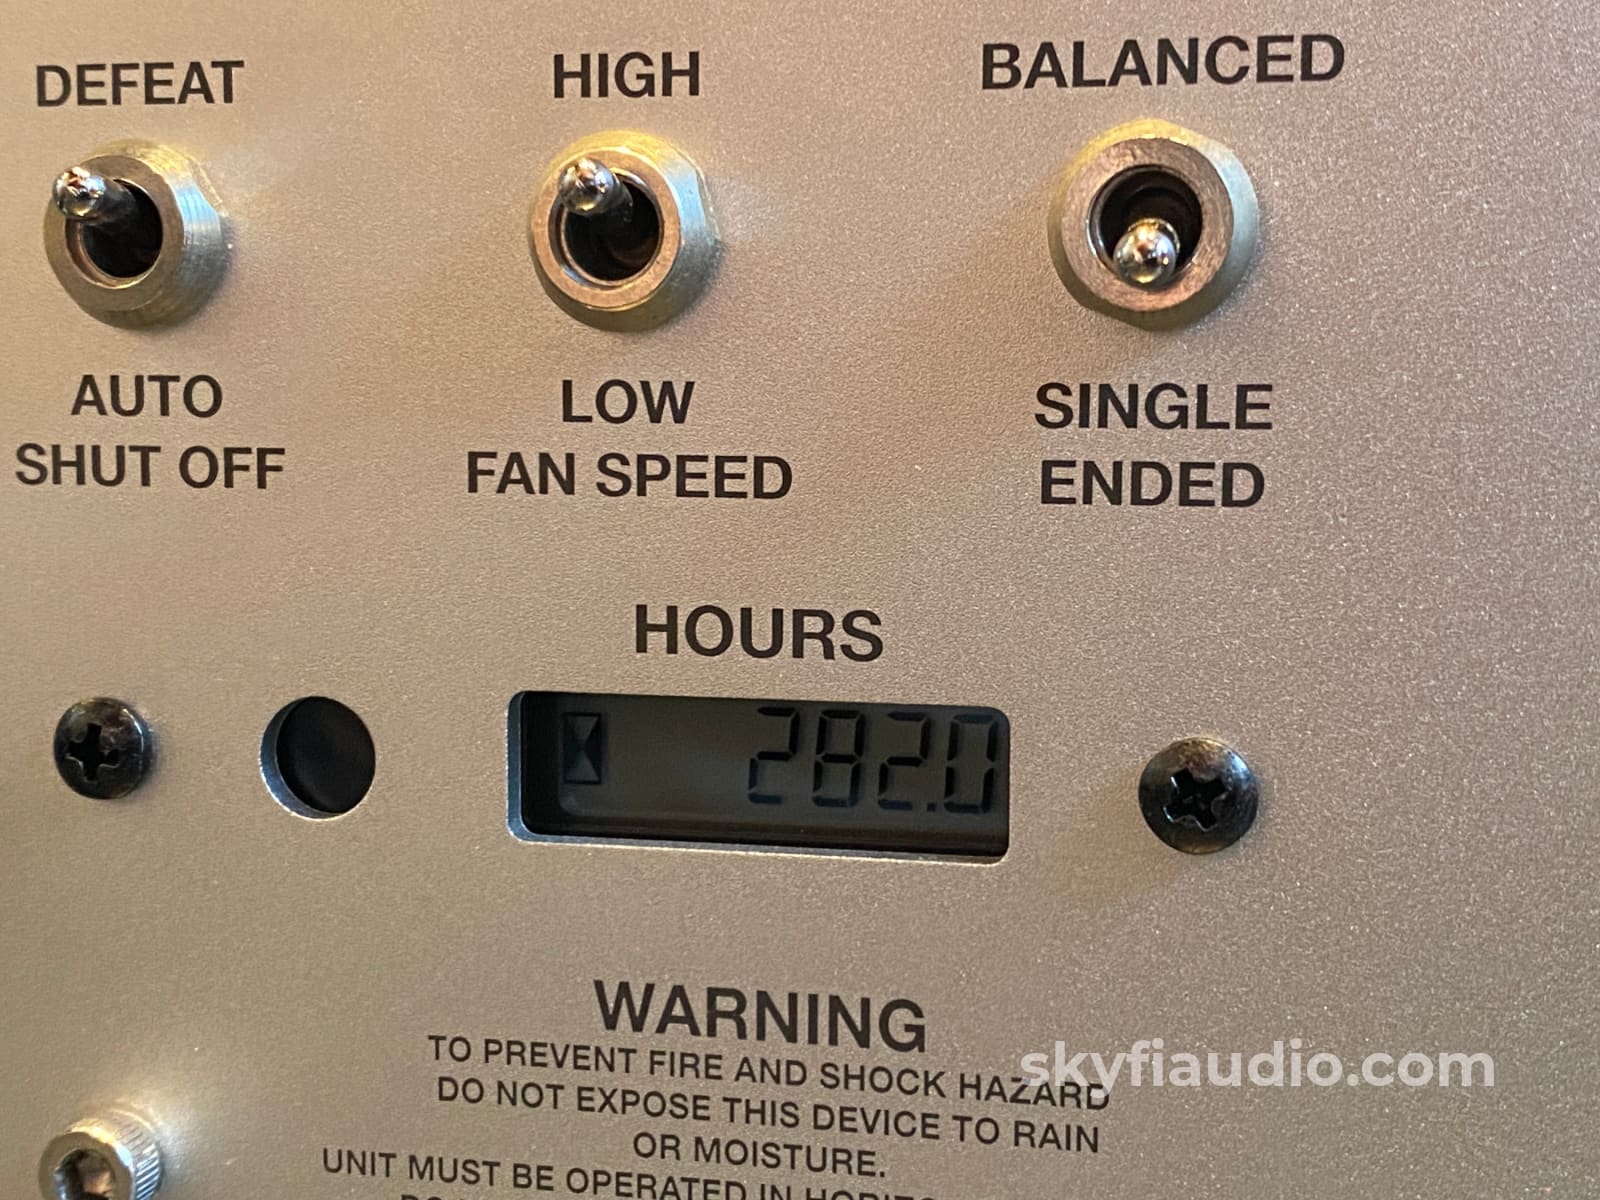 DEFEAT
HIGH
BALANCED
AUTO
SHUT OFF
LOW
FAN SPEED
SINGLE
ENDED
HOURS
282.0
WARNING
TO PREVENT FIRE AND SHOCK HAZARD
DO NOT EXPOSE THIS DEVICE TO RAIN
OR MOISTURE.
UNIT MUST BE OPERATED IN
skyfiaudio.com